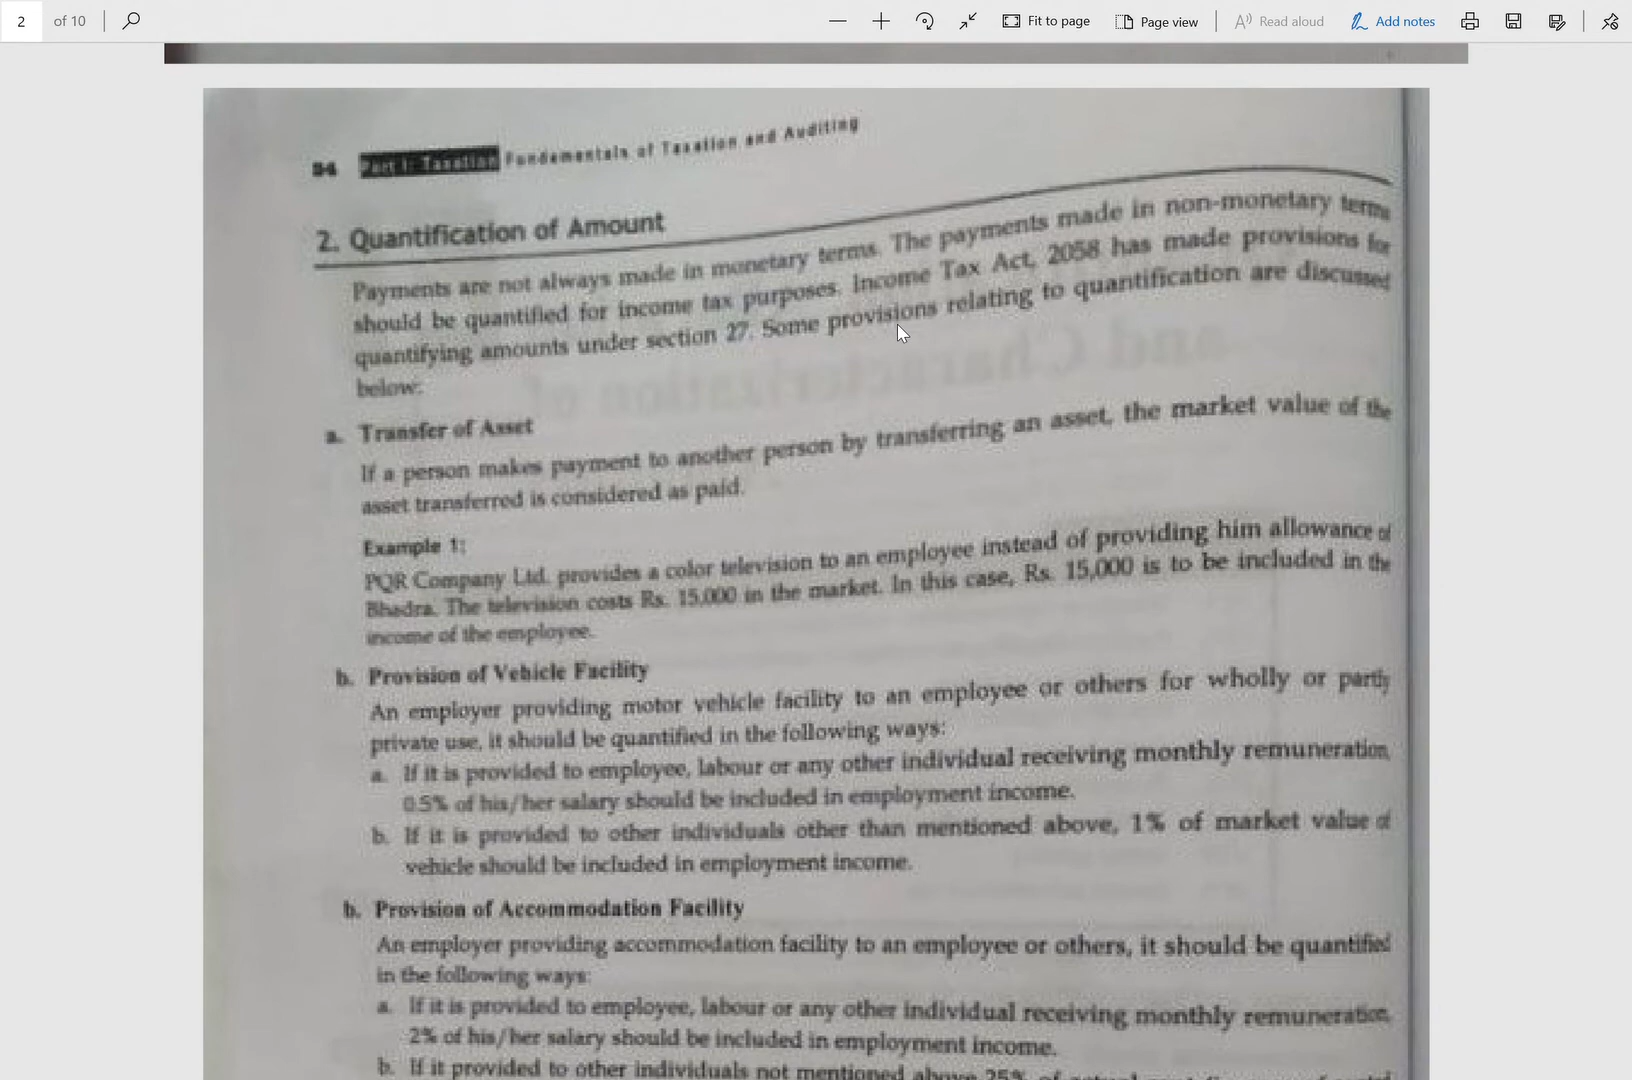 2 of 10 Fit to page Page view Read aloud Add notes
84 Part I: Taxation Fundamentals of Taxation and Auditing
2. Quantification of Amount
Payments are not always made in monetary terms. The payments made in non-monetary terms
should be quantified for income tax purposes. Income Tax Act, 2058 has made provisions for
quantifying amounts under section 27. Some provisions relating to quantification are discussed
below:
a. Transfer of Asset
If a person makes payment to another person by transferring an asset, the market value of the
asset transferred is considered as paid.
Example 1:
PQR Company Ltd. provides a color television to an employee instead of providing him allowance of
Bhadra. The television costs Rs. 15,000 in the market. In this case, Rs. 15,000 is to be included in the
income of the employee.
b. Provision of Vehicle Facility
An employer providing motor vehicle facility to an employee or others for wholly or partly
private use, it should be quantified in the following ways:
a. If it is provided to employee, labour or any other individual receiving monthly remuneration,
0.5% of his/her salary should be included in employment income.
b. If it is provided to other individuals other than mentioned above, 1% of market value of
vehicle should be included in employment income.
b. Provision of Accommodation Facility
An employer providing accommodation facility to an employee or others, it should be quantified
in the following ways:
a. If it is provided to employee, labour or any other individual receiving monthly remuneration,
2% of his/her salary should be included in employment income.
b. If it provided to other individuals not mentioned above 25% of